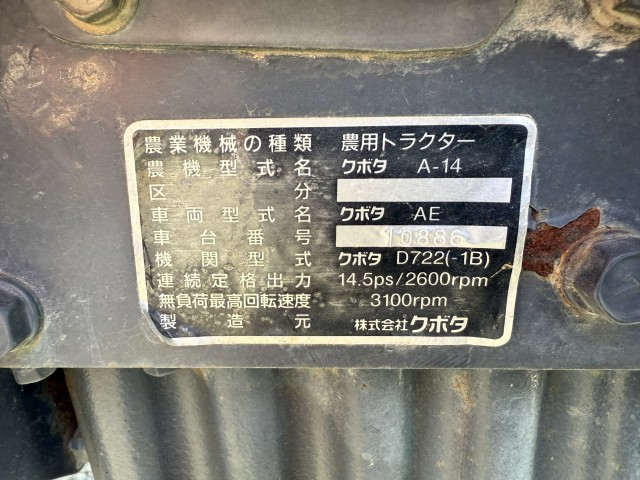 農業機械の種類 農用トラクター
農機型式名 クボタ A-14
区分
車両型式名 クボタ AE
車台番号 10886
機関型式 クボタ D722(-1B)
連続定格出力 14.5ps/2600rpm
無負荷最高回転速度 3100rpm
製造元 株式会社クボタ